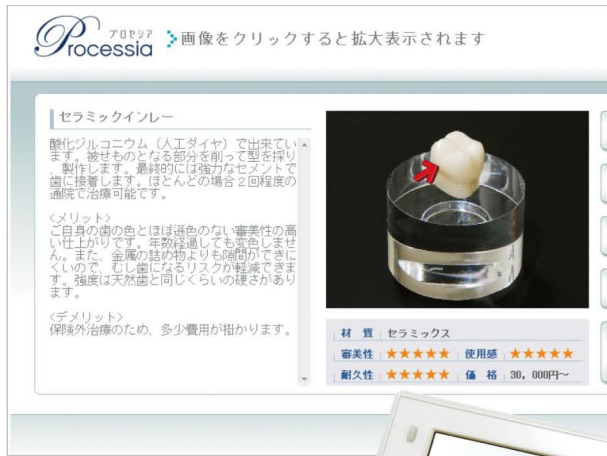 プロセシア
Processia
画像をクリックすると拡大表示されます
セラミックインレー
酸化ジルコニウム（人工ダイヤ）で出来てい
ます。被せものとなる部分を削って型を採り
、製作します。最終的には強力なセメントで
歯に接着します。ほとんどの場合２回程度の
通院で治療可能です。
<メリット>
ご自身の歯の色とほぼ遜色のない審美性の高
い仕上がりです。年数経過しても変色しませ
ん。また、金属の詰め物よりも隙間ができに
くいので、むし歯になるリスクが軽減できま
す。強度は天然歯と同じくらいの硬さがあり
ます。
<デメリット>
保険外治療のため、多少費用が掛かります。
材 質 セラミックス
審美性 ★★★★★ 使用感 ★★★★★
耐久性 ★★★★★ 価 格 30,000円～